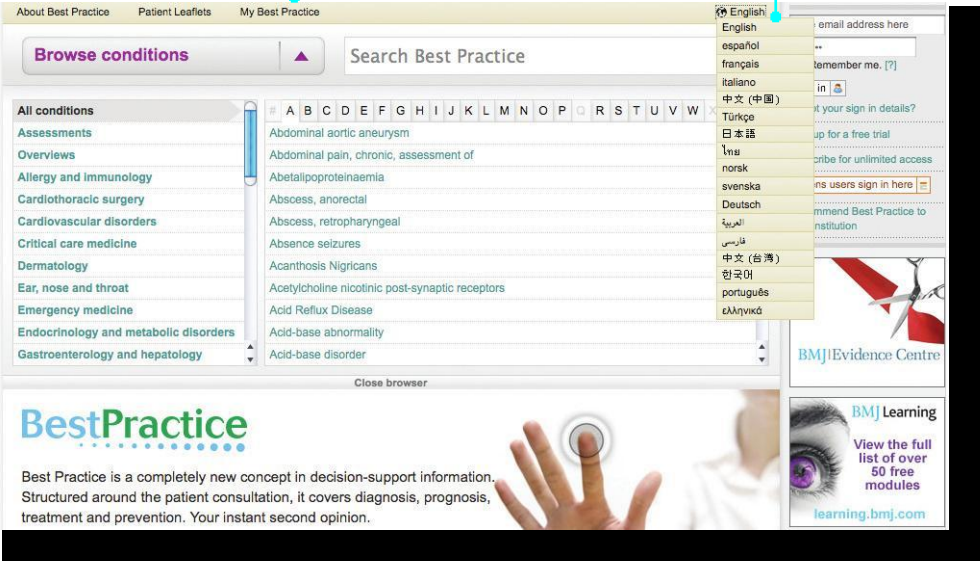 About Best Practice
Patient Leaflets
My Best Practice
English
Browse conditions
Search Best Practice
English
español
français
italiano
中文 (中国)
Türkçe
日本語
ไทย
norsk
svenska
Deutsch
العربية
فارسی
中文 (台湾)
한국어
português
ελληνικά
email address here
emember me. [?]
in
t your sign in details?
up for a free trial
cribe for unlimited access
ns users sign in here
mmend Best Practice to
nstitution
All conditions
Assessments
Overviews
Allergy and immunology
Cardiothoracic surgery
Cardiovascular disorders
Critical care medicine
Dermatology
Ear, nose and throat
Emergency medicine
Endocrinology and metabolic disorders
Gastroenterology and hepatology
# A B C D E F G H I J K L M N O P Q R S T U V W X
Abdominal aortic aneurysm
Abdominal pain, chronic, assessment of
Abetalipoproteinaemia
Abscess, anorectal
Abscess, retropharyngeal
Absence seizures
Acanthosis Nigricans
Acetylcholine nicotinic post-synaptic receptors
Acid Reflux Disease
Acid-base abnormality
Acid-base disorder
Close browser
BMJ|Evidence Centre
BestPractice
Best Practice is a completely new concept in decision-support information.
Structured around the patient consultation, it covers diagnosis, prognosis,
treatment and prevention. Your instant second opinion.
BMJ Learning
View the full
list of over
50 free
modules
learning.bmj.com